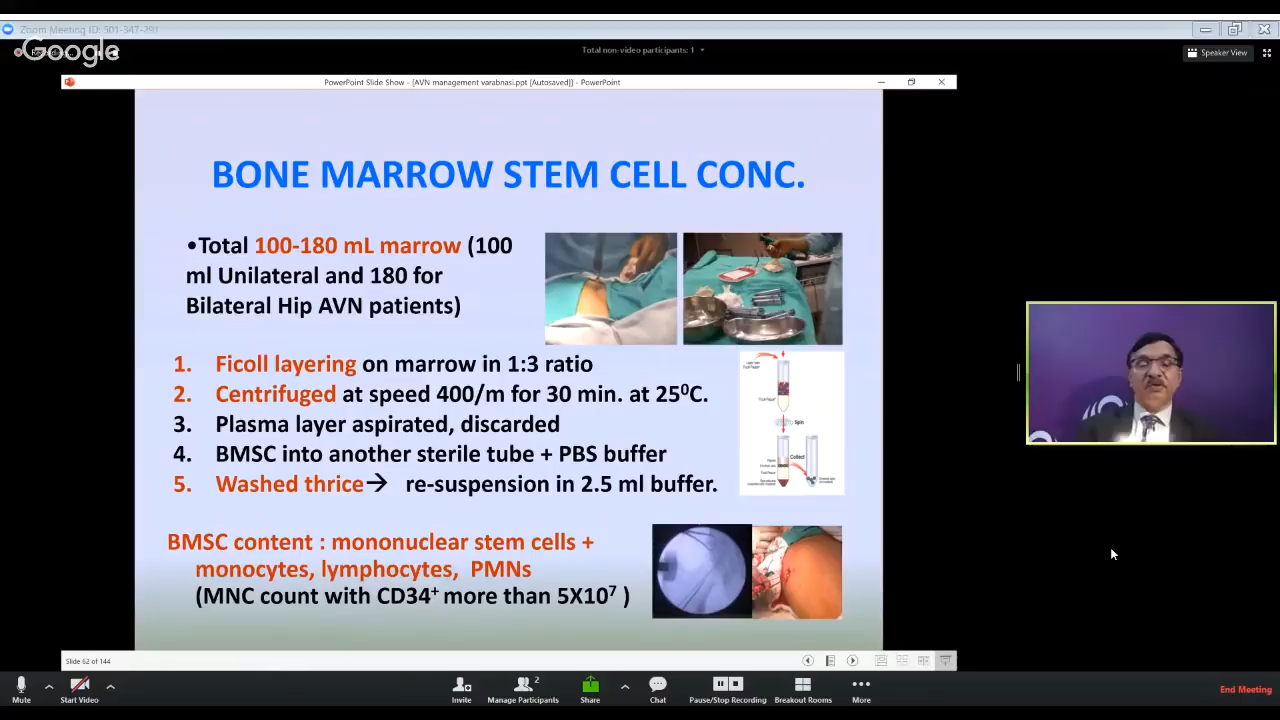 Zoom Meeting ID: 501-347-291
Google
Total non-video participants: 1
Speaker View
PowerPoint Slide Show - [AVN management varabnasi.ppt [Autosaved]] - PowerPoint
BONE MARROW STEM CELL CONC.
•Total 100-180 mL marrow (100
ml Unilateral and 180 for
Bilateral Hip AVN patients)
1. Ficoll layering on marrow in 1:3 ratio
2. Centrifuged at speed 400/m for 30 min. at 25⁰C.
3. Plasma layer aspirated, discarded
4. BMSC into another sterile tube + PBS buffer
5. Washed thrice→ re-suspension in 2.5 ml buffer.
Spin
Collect
BMSC content : mononuclear stem cells +
monocytes, lymphocytes, PMNs
(MNC count with CD34⁺ more than 5X10⁷ )
Slide 62 of 144
Mute
Start Video
Invite
2
Manage Participants
Share
Chat
Pause/Stop Recording
Breakout Rooms
More
End Meeting